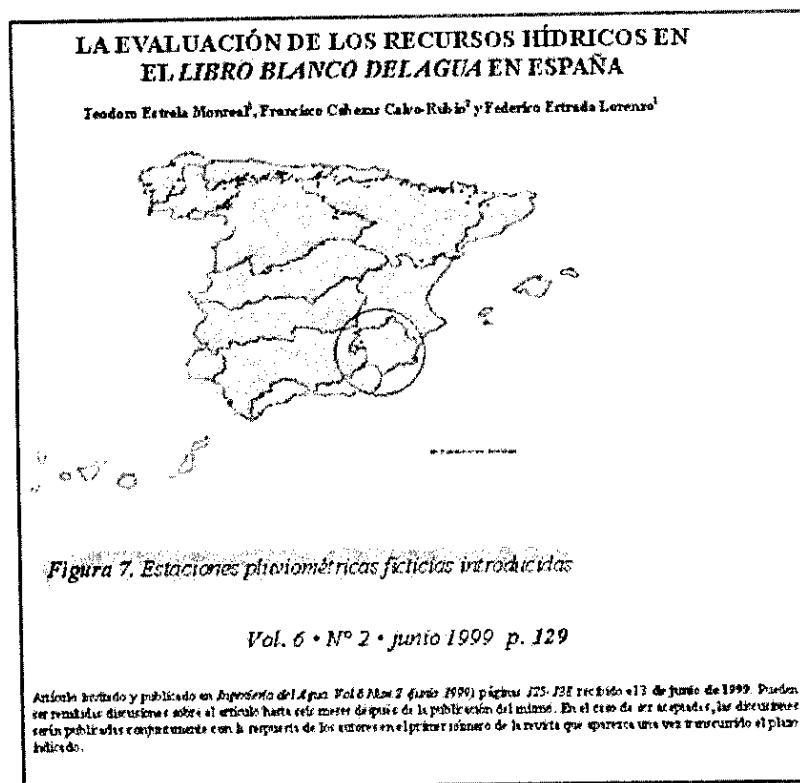 LA EVALUACIÓN DE LOS RECURSOS HÍDRICOS EN
EL LIBRO BLANCO DEL AGUA EN ESPAÑA
Teodoro Estrela Monreal¹, Francisco Cabezas Calvo-Rubio² y Federico Estrada Lorenzo¹
Figura 7. Estaciones pluviométricas ficticias introducidas
Vol. 6 • Nº 2 • junio 1999 p. 129
Artículo invitado y publicado en Ingeniería del Agua. Vol 6 Num 2 (junio 1999) páginas 125-138 recibido el 3 de junio de 1999. Pueden
ser remitidas discusiones sobre el artículo hasta seis meses después de la publicación del mismo. En el caso de ser aceptadas, las discusiones
serán publicadas conjuntamente con la respuesta de los autores en el primer número de la revista que aparezca una vez transcurrido el plazo
indicado.